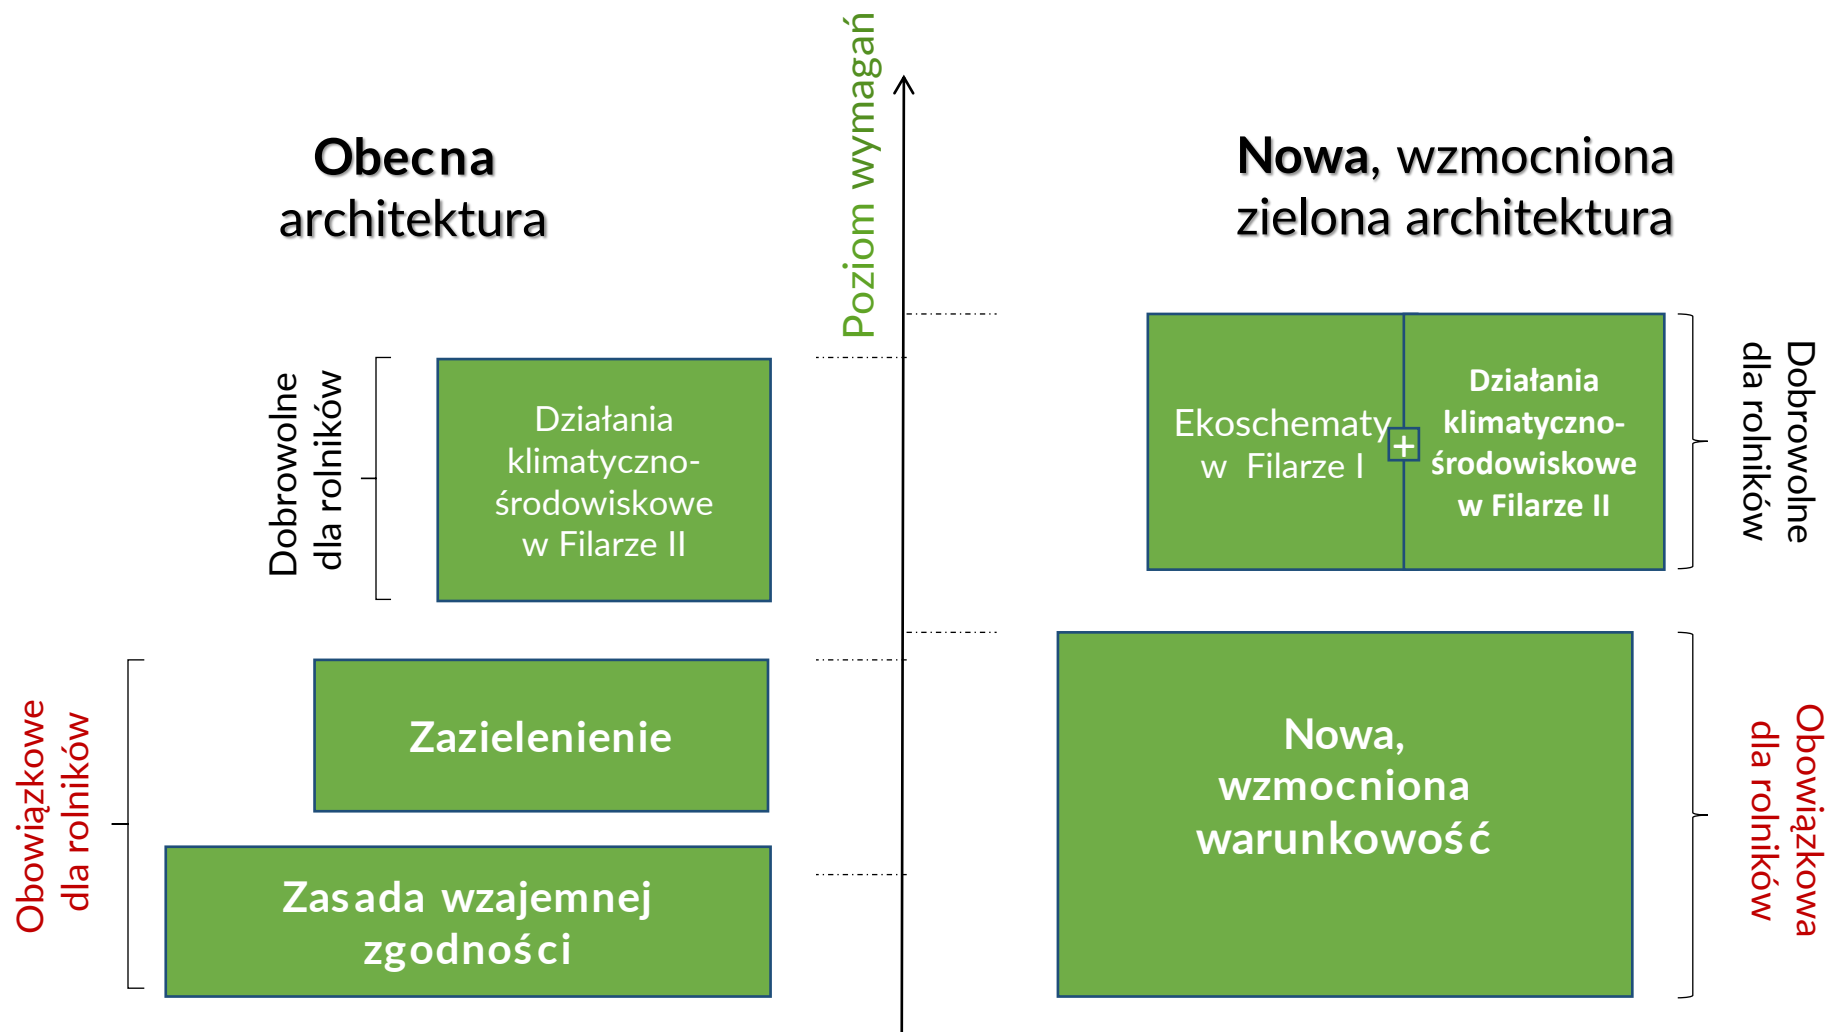 Poziom wymagań
Obecna
architektura
Nowa, wzmocniona
zielona architektura
Dobrowolne
dla rolników
Działania
klimatyczno-
środowiskowe
w Filarze II
Obowiązkowe
dla rolników
Zazielenienie
Zasada wzajemnej
zgodności
Ekoschematy
w Filarze I
+
Działania
klimatyczno-
środowiskowe
w Filarze II
Dobrowolne
dla rolników
Nowa,
wzmocniona
warunkowość
Obowiązkowa
dla rolników